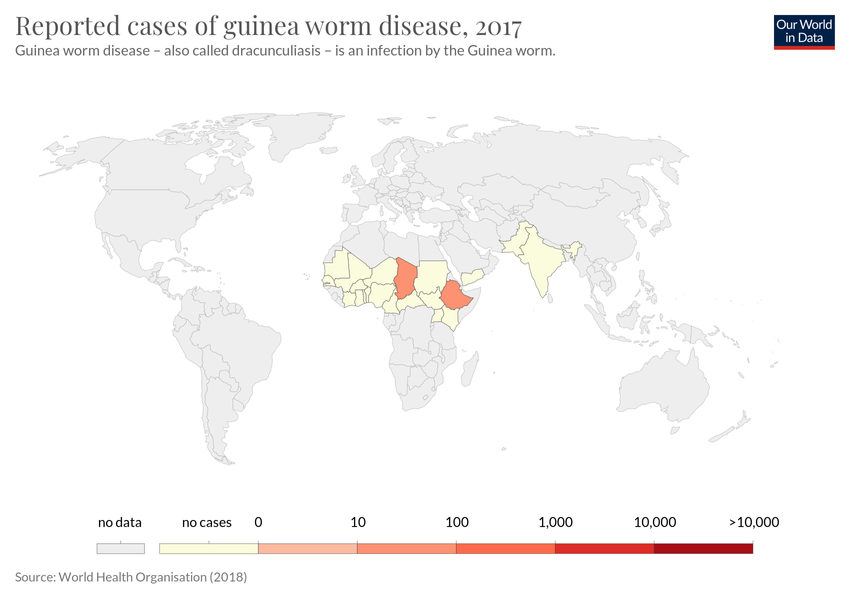 Reported cases of guinea worm disease, 2017
Our World
in Data
Guinea worm disease – also called dracunculiasis – is an infection by the Guinea worm.
no data
no cases
0
10
100
1,000
10,000
>10,000
Source: World Health Organisation (2018)